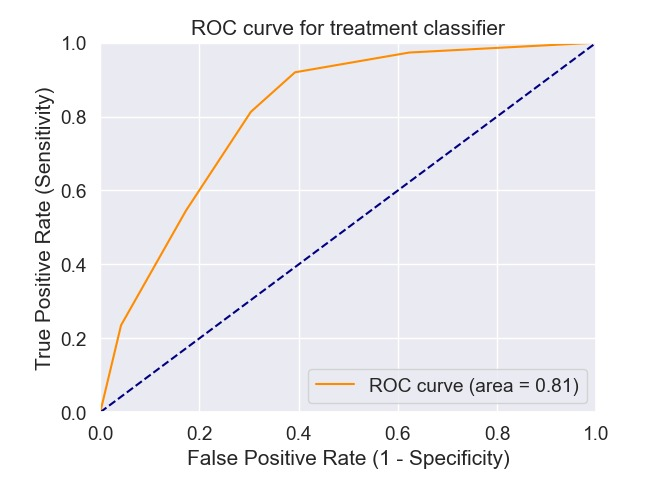 ROC curve for treatment classifier
True Positive Rate (Sensitivity)
1.0
0.8
0.6
0.4
0.2
0.0
ROC curve (area = 0.81)
0.0 0.2 0.4 0.6 0.8 1.0
False Positive Rate (1 - Specificity)